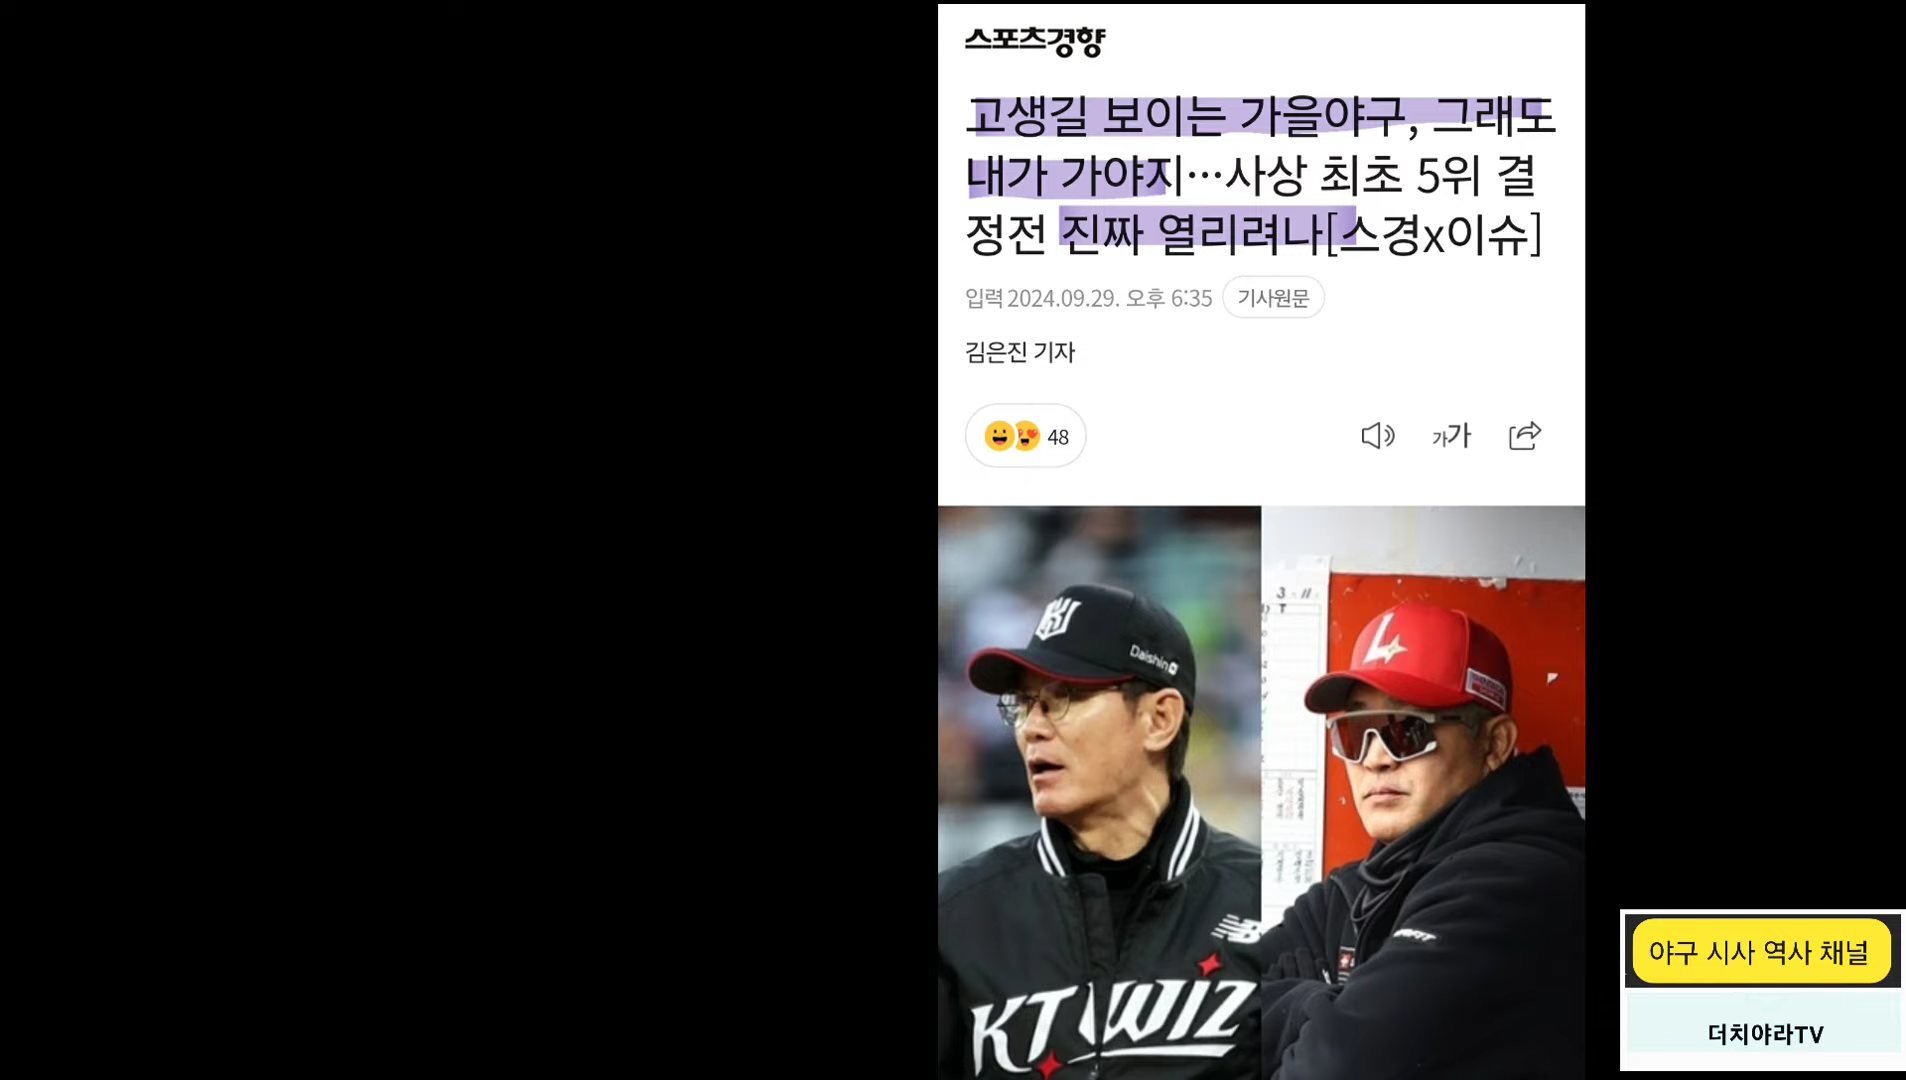 스포츠경향
고생길 보이는 가을야구, 그래도
내가 가야지…사상 최초 5위 결
정전 진짜 열리려나[스경x이슈]
입력 2024.09.29. 오후 6:35 기사원문
김은진 기자
48
가가
Daishin
KT WIZ
야구 시사 역사 채널
더치야라TV